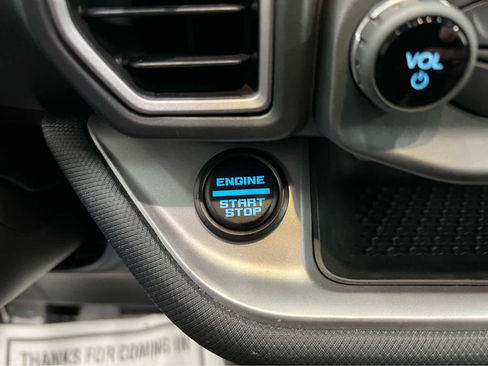 VOL
ENGINE
START
STOP
THANKS FOR COMING IN